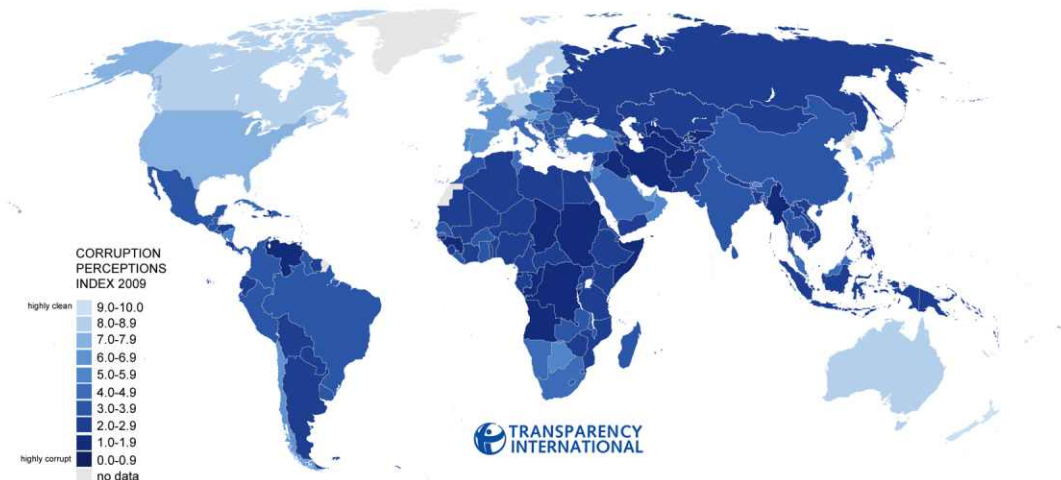 CORRUPTION
PERCEPTIONS
INDEX 2009
highly clean
9.0-10.0
8.0-8.9
7.0-7.9
6.0-6.9
5.0-5.9
4.0-4.9
3.0-3.9
2.0-2.9
1.0-1.9
highly corrupt
0.0-0.9
no data
TRANSPARENCY
INTERNATIONAL